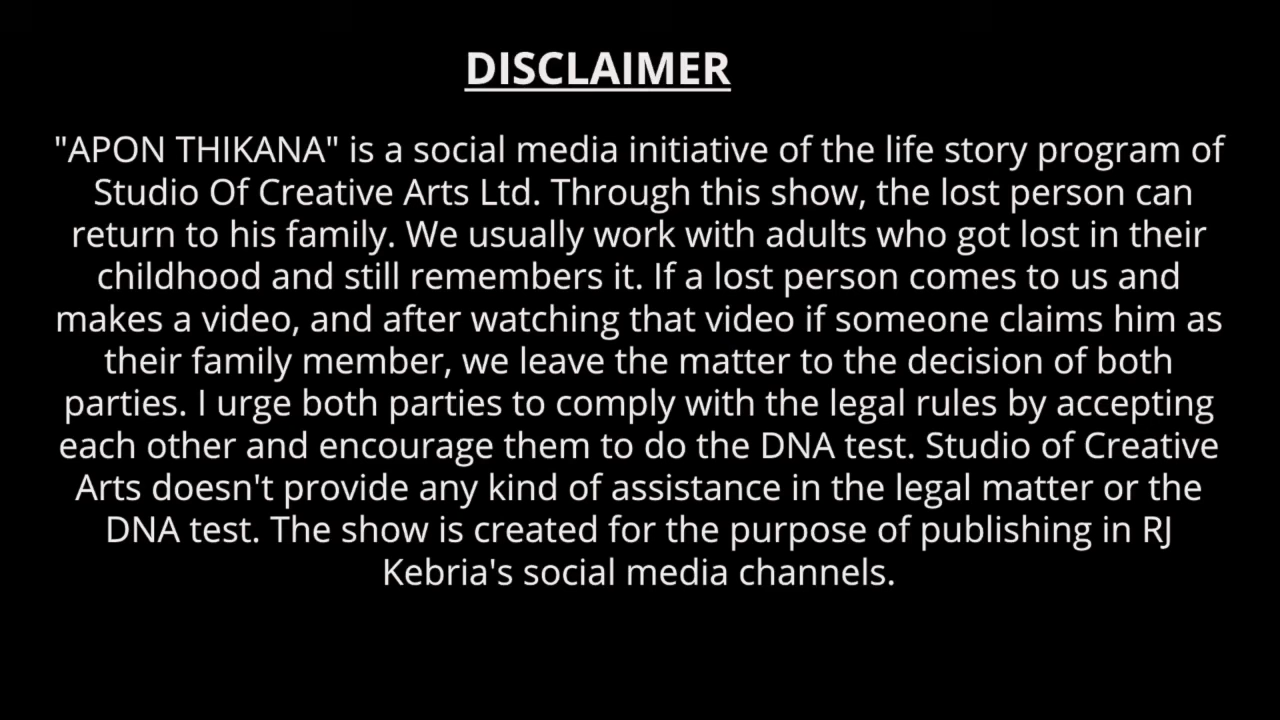 DISCLAIMER
"APON THIKANA" is a social media initiative of the life story program of
Studio Of Creative Arts Ltd. Through this show, the lost person can
return to his family. We usually work with adults who got lost in their
childhood and still remembers it. If a lost person comes to us and
makes a video, and after watching that video if someone claims him as
their family member, we leave the matter to the decision of both
parties. I urge both parties to comply with the legal rules by accepting
each other and encourage them to do the DNA test. Studio of Creative
Arts doesn't provide any kind of assistance in the legal matter or the
DNA test. The show is created for the purpose of publishing in RJ
Kebria's social media channels.